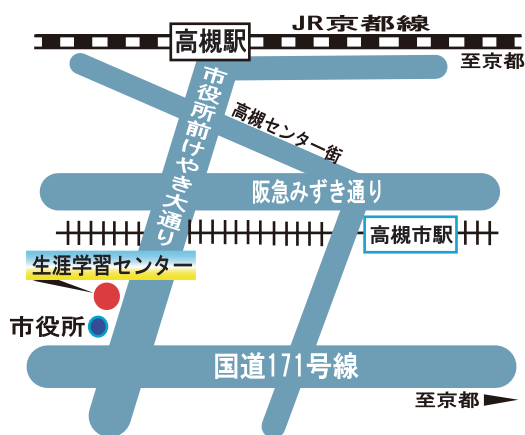 JR京都線
高槻駅
至京都
市役所前けやき大通り
高槻センター街
阪急みずき通り
高槻市駅
生涯学習センター
市役所
国道171号線
至京都